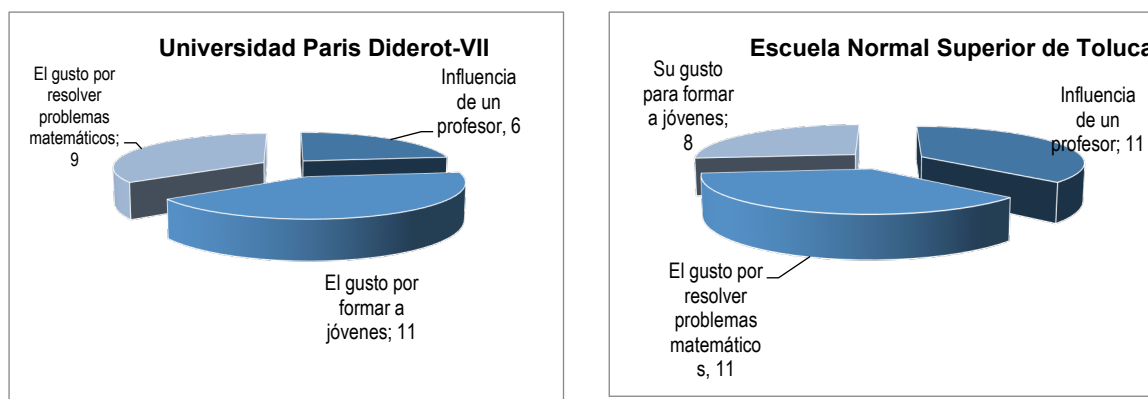 Universidad Paris Diderot-VII
El gusto por
resolver
problemas
matemáticos;
9
Influencia
de un
profesor, 6
El gusto por
formar a
jóvenes; 11
Escuela Normal Superior de Toluca
Su gusto
para formar
a jóvenes;
8
Influencia
de un
profesor; 11
El gusto por
resolver
problemas
matemático
s, 11